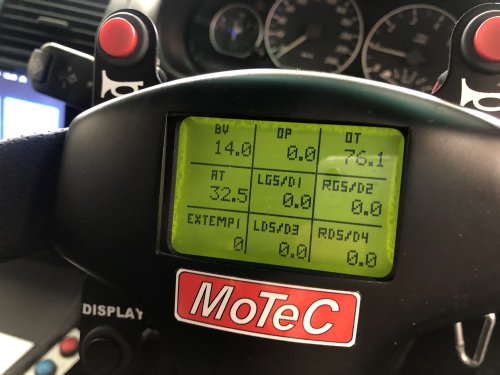 BV OP OT
14.0 0.0 76.1
AT LGS/D1 RGS/D2
32.5 0.0 0.0
EXTEMP1 LDS/D3 RDS/D4
0 0.0 0.0
MoTeC
DISPLAY